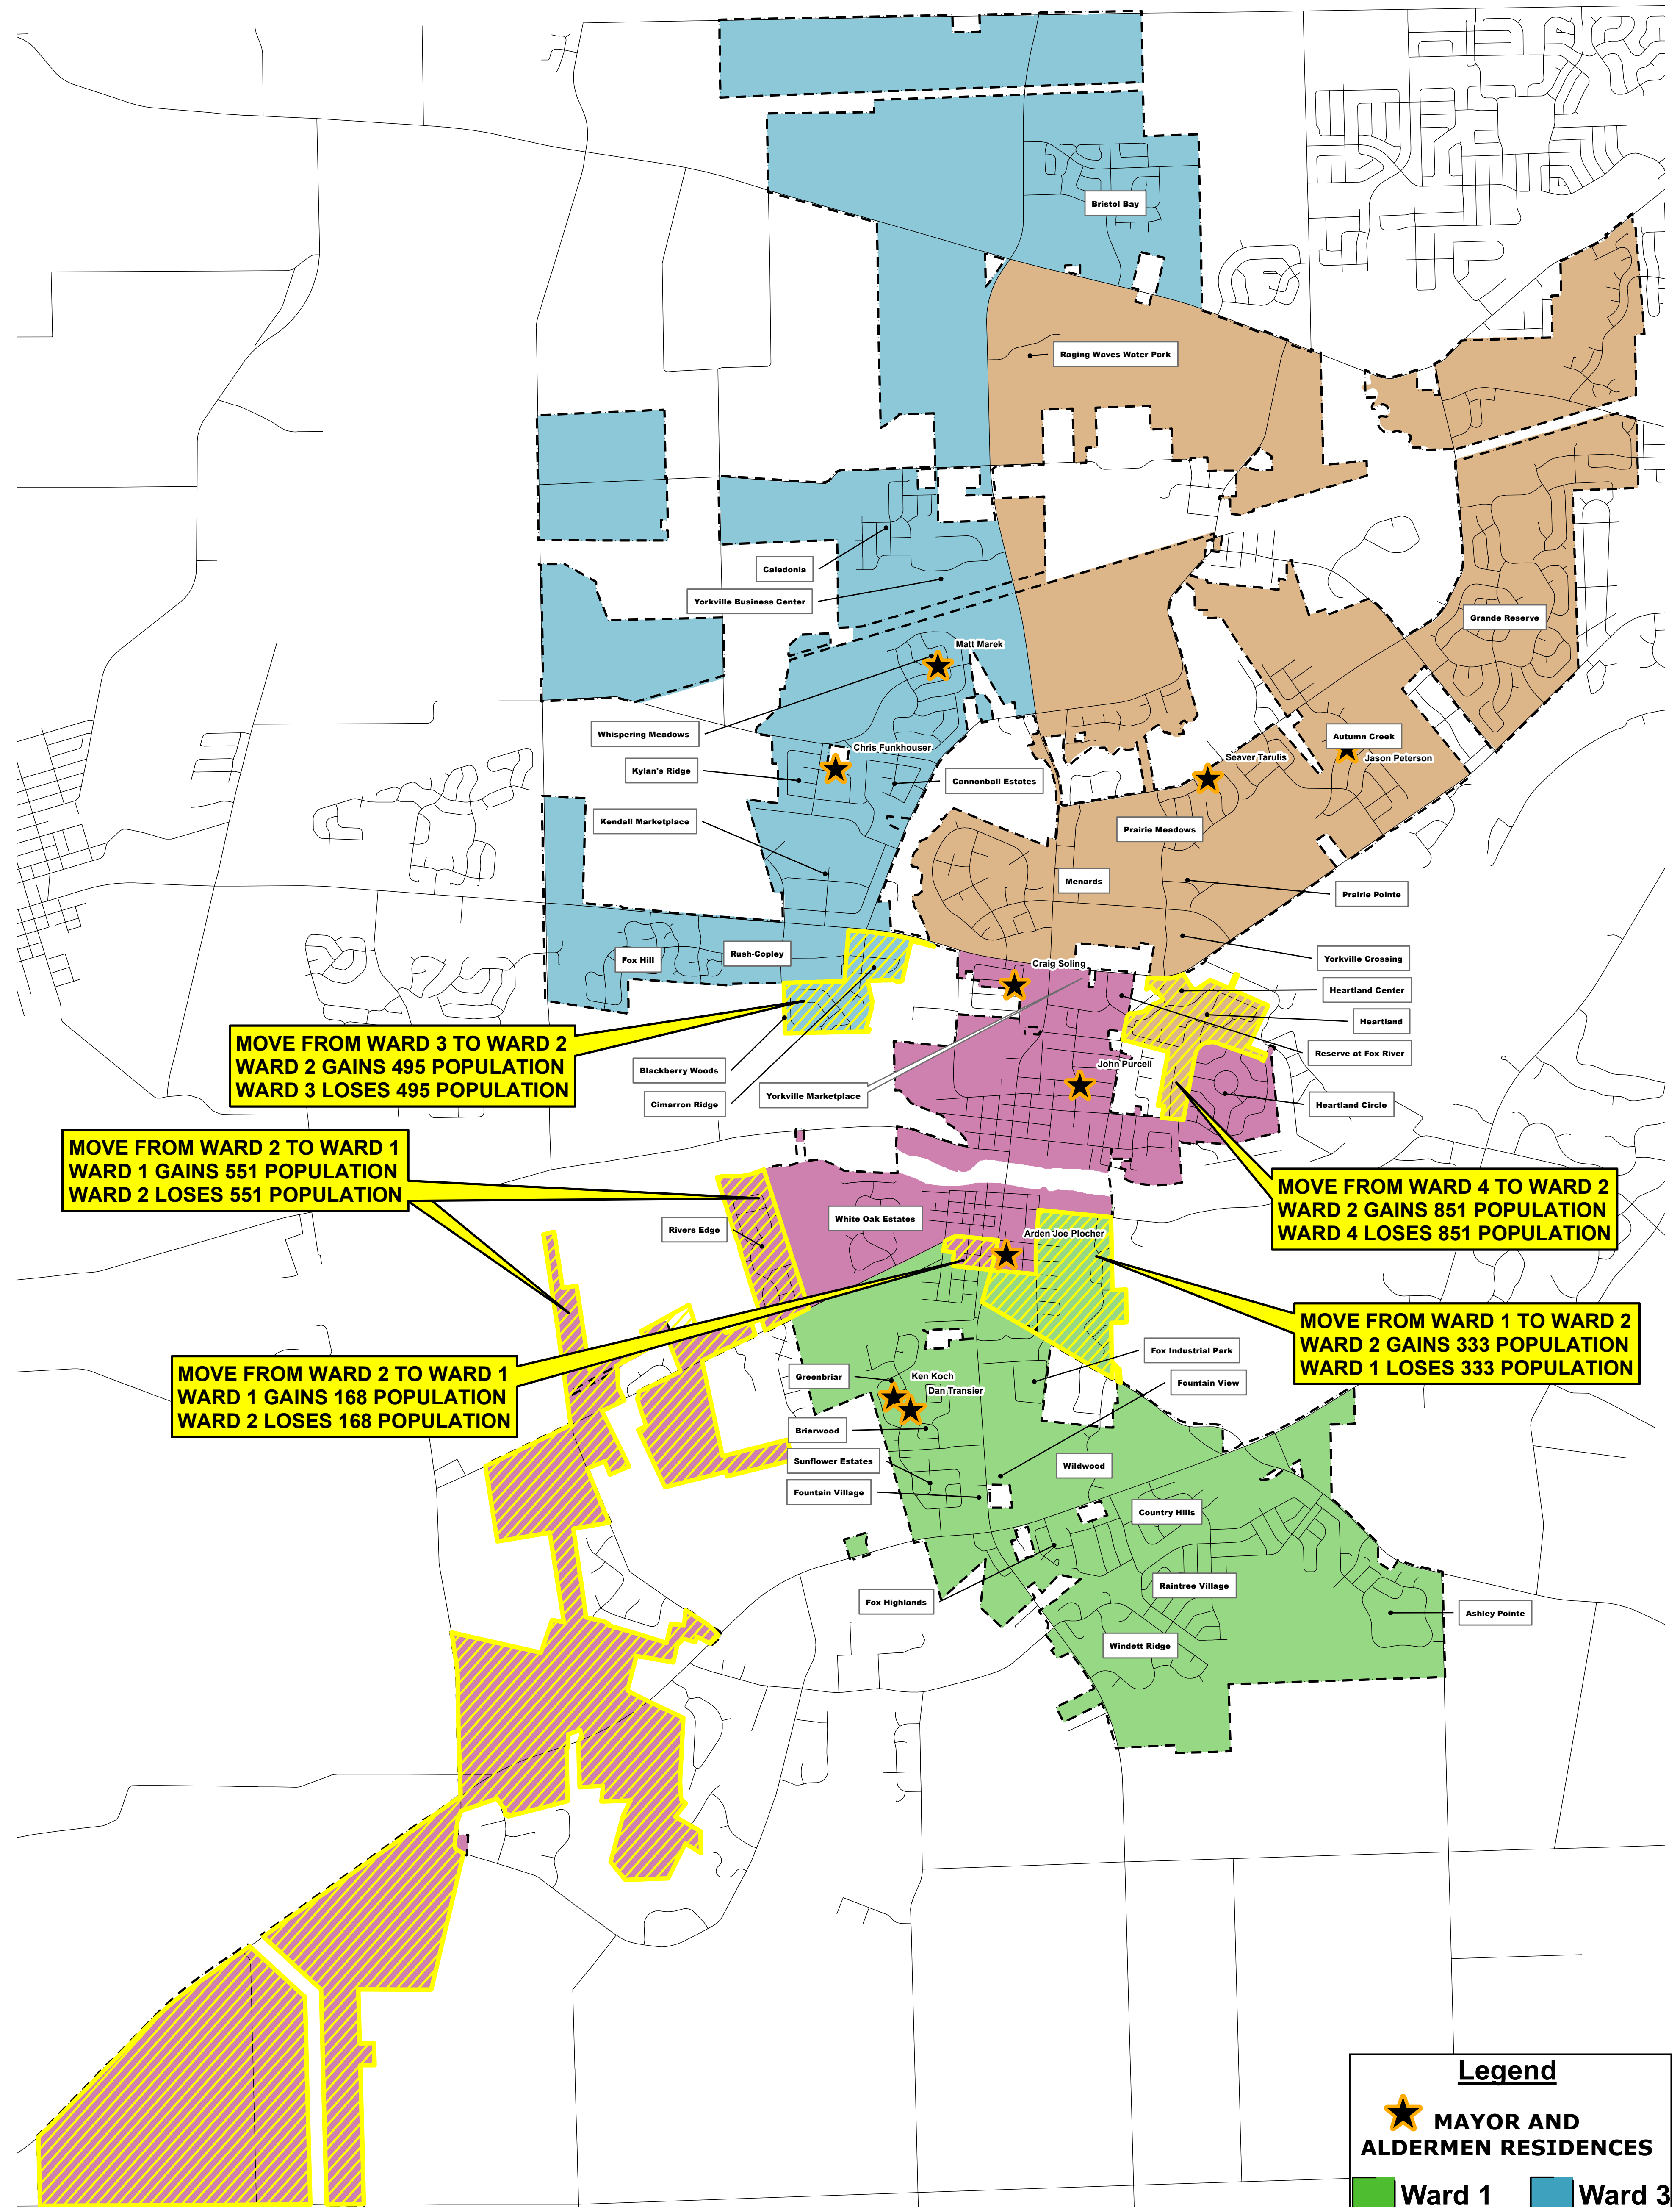 Bristol Bay
Raging Waves Water Park
Caledonia
Yorkville Business Center
Grande Reserve
Matt Marek
Whispering Meadows
Autumn Creek
Chris Funkhouser
Seaver Tarulis
Jason Peterson
Kylan's Ridge
Cannonball Estates
Kendall Marketplace
Prairie Meadows
Menards
Prairie Pointe
Fox Hill
Rush-Copley
Yorkville Crossing
Craig Soling
Heartland Center
Heartland
MOVE FROM WARD 3 TO WARD 2
WARD 2 GAINS 495 POPULATION
WARD 3 LOSES 495 POPULATION
Reserve at Fox River
Blackberry Woods
John Purcell
Yorkville Marketplace
Cimarron Ridge
Heartland Circle
MOVE FROM WARD 2 TO WARD 1
WARD 1 GAINS 551 POPULATION
WARD 2 LOSES 551 POPULATION
MOVE FROM WARD 4 TO WARD 2
WARD 2 GAINS 851 POPULATION
WARD 4 LOSES 851 POPULATION
Rivers Edge
White Oak Estates
Arden Joe Plocher
MOVE FROM WARD 1 TO WARD 2
WARD 2 GAINS 333 POPULATION
WARD 1 LOSES 333 POPULATION
MOVE FROM WARD 2 TO WARD 1
WARD 1 GAINS 168 POPULATION
WARD 2 LOSES 168 POPULATION
Fox Industrial Park
Greenbriar
Ken Koch
Fountain View
Dan Transier
Briarwood
Sunflower Estates
Wildwood
Fountain Village
Country Hills
Raintree Village
Fox Highlands
Ashley Pointe
Windett Ridge
Legend
MAYOR AND
ALDERMEN RESIDENCES
Ward 1
Ward 3